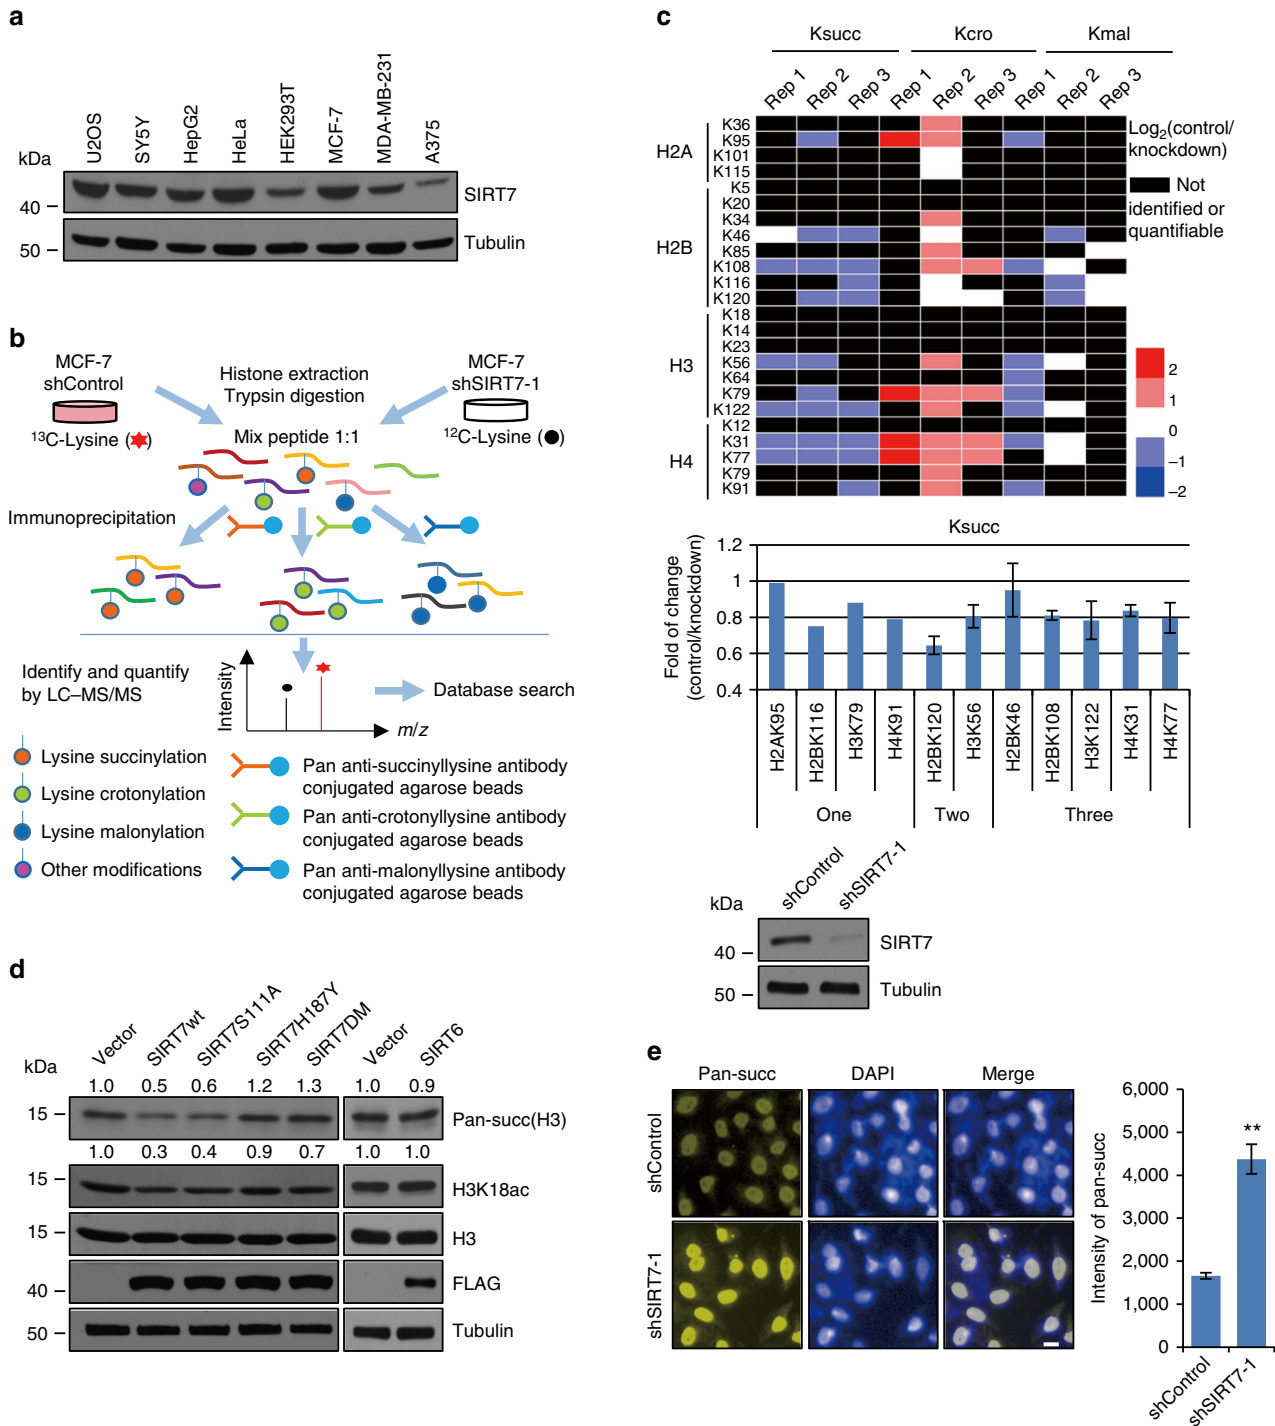 a
kDa
U2OS
SY5Y
HepG2
HeLa
HEK293T
MCF-7
MDA-MB-231
A375
40
SIRT7
50
Tubulin
b
MCF-7
shControl
13C-Lysine ( )
Histone extraction
Trypsin digestion
Mix peptide 1:1
MCF-7
shSIRT7-1
12C-Lysine ( )
Immunoprecipitation
Identify and quantify
by LC–MS/MS
Intensity
m/z
Database search
Lysine succinylation
Lysine crotonylation
Lysine malonylation
Other modifications
Pan anti-succinyllysine antibody
conjugated agarose beads
Pan anti-crotonyllysine antibody
conjugated agarose beads
Pan anti-malonyllysine antibody
conjugated agarose beads
c
Ksucc Kcro Kmal
Rep 1 Rep 2 Rep 3 Rep 1 Rep 2 Rep 3 Rep 1 Rep 2 Rep 3
H2A
K36
K95
K101
K115
H2B
K5
K20
K34
K46
K85
K108
K116
K120
H3
K18
K14
K23
K56
K64
K79
K122
H4
K12
K31
K77
K79
K91
Log2(control/
knockdown)
Not
identified or
quantifiable
2
1
0
–1
–2
Ksucc
Fold of change
(control/knockdown)
1.2
1
0.8
0.6
0.4
H2AK95
H2BK116
H3K79
H4K91
H2BK120
H3K56
H2BK46
H2BK108
H3K122
H4K31
H4K77
One Two Three
kDa
shControl
shSIRT7-1
40
SIRT7
50
Tubulin
d
kDa
Vector
SIRT7wt
SIRT7S111A
SIRT7H187Y
SIRT7DM
Vector
SIRT6
1.0 0.5 0.6 1.2 1.3 1.0 0.9
15
Pan-succ(H3)
1.0 0.3 0.4 0.9 0.7 1.0 1.0
15
H3K18ac
15
H3
40
FLAG
50
Tubulin
e
Pan-succ DAPI Merge
shControl
shSIRT7-1
Intensity of pan-succ
6,000
5,000
4,000
3,000
2,000
1,000
0
**
shControl
shSIRT7-1